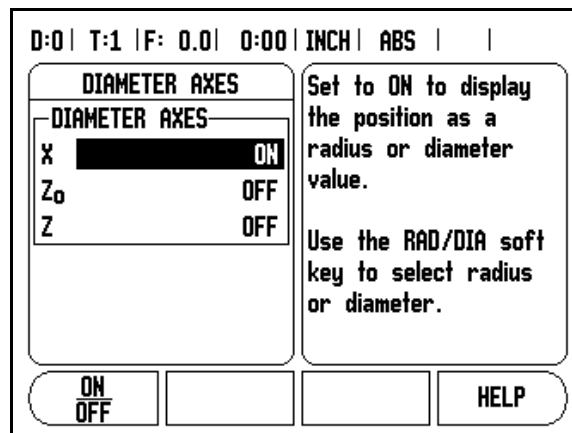 D:0 | T:1 | F: 0.0 | 0:00 | INCH | ABS | |
DIAMETER AXES
DIAMETER AXES
X ON
Zo OFF
Z OFF
Set to ON to display
the position as a
radius or diameter
value.
Use the RAD/DIA soft
key to select radius
or diameter.
ON
OFF
HELP